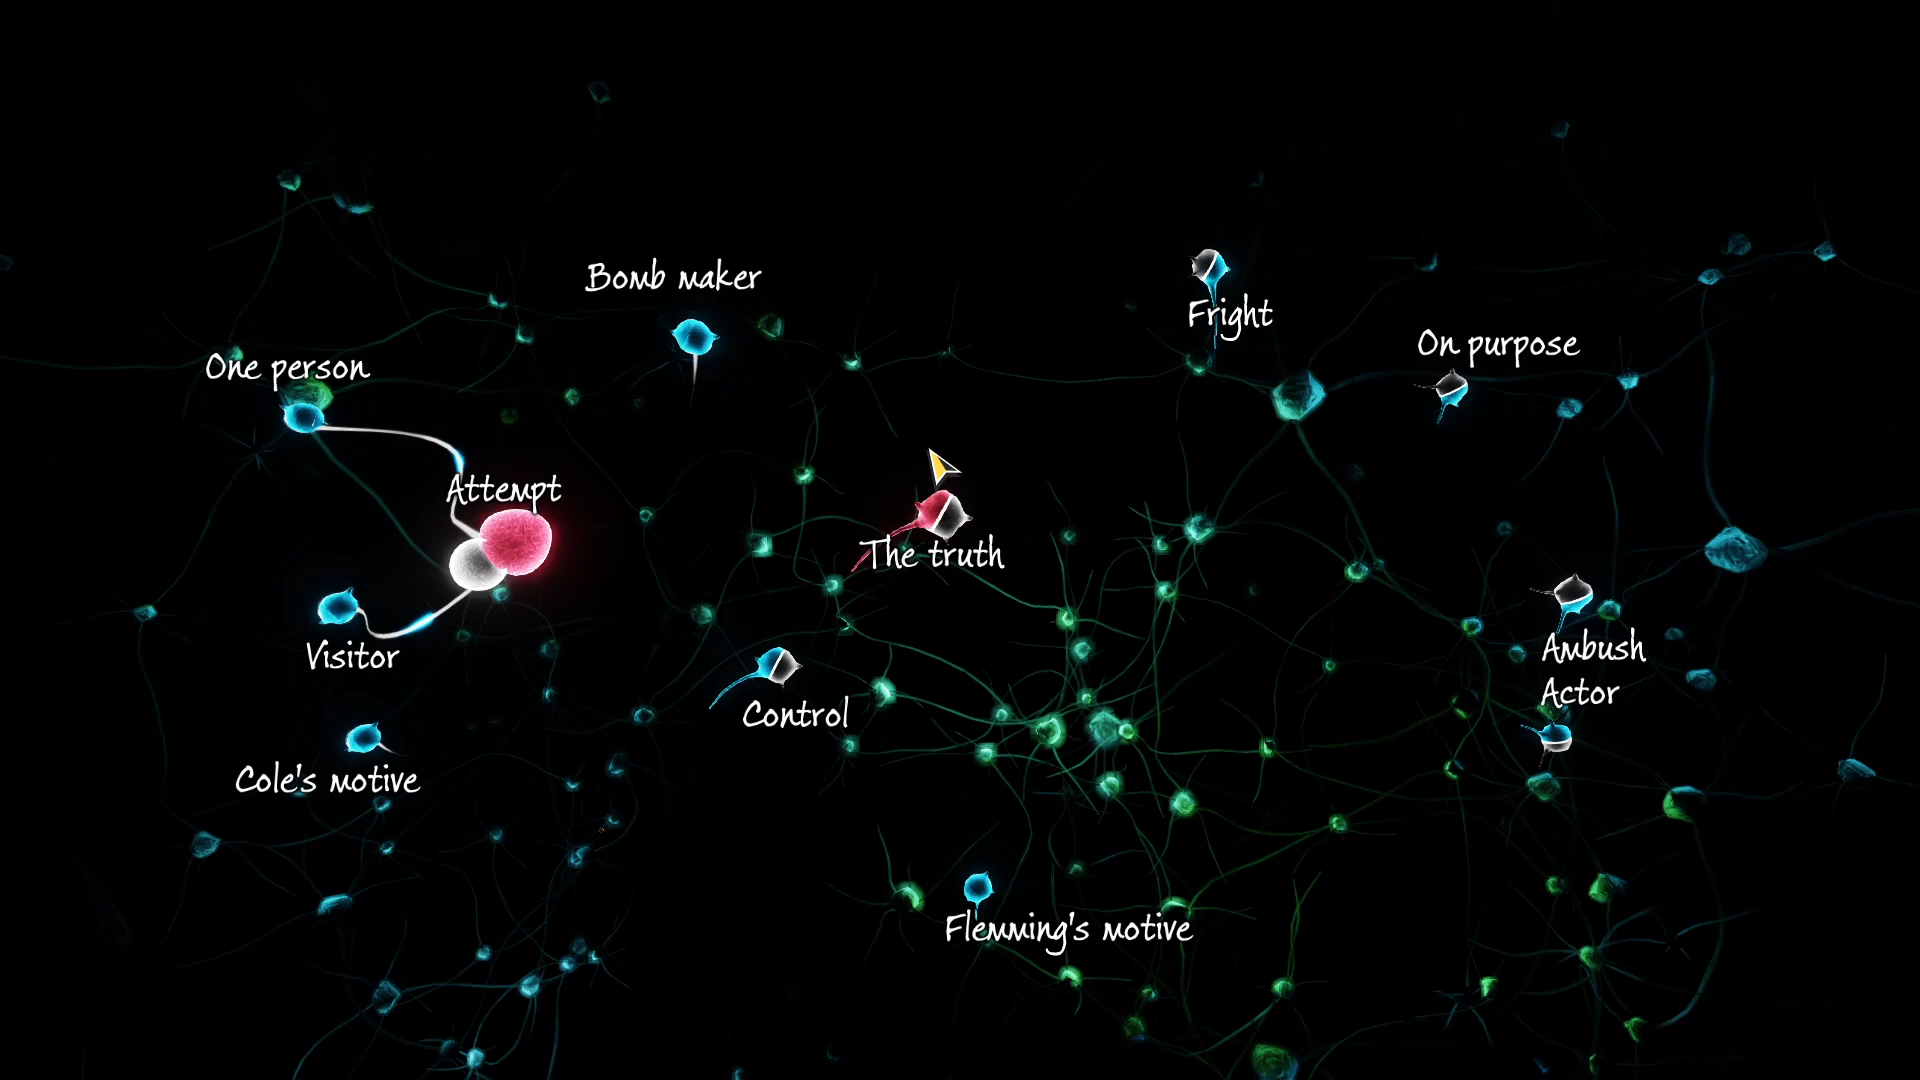 Bomb maker
Fright
On purpose
One person
Attempt
The truth
Visitor
Ambush
Actor
Control
Cole's motive
Flemming's motive